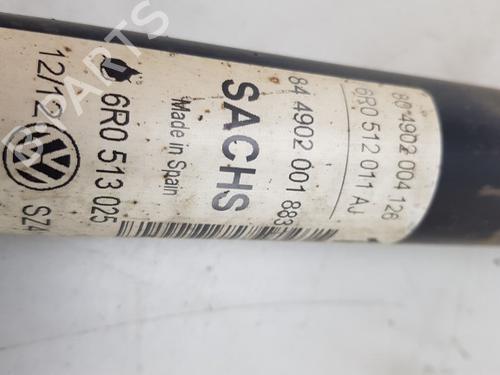 80 4902 004 126
6R0 512 011 AJ
84 4902 001 883
SACHS
Made in Spain
6R0 513 025
12/12
SZ4